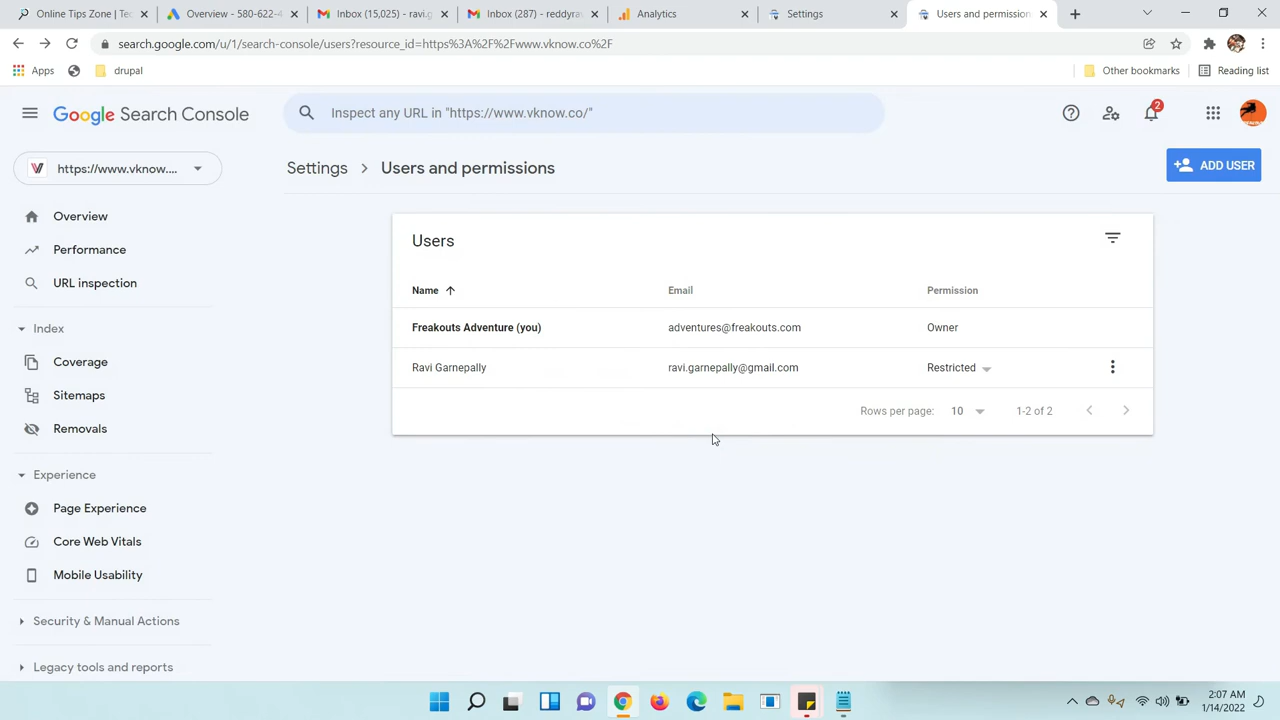 Online Tips Zone | Tec
Overview - 580-622-4
Inbox (15,025) - ravi.g
Inbox (287) - reddyra
Analytics
Settings
Users and permission
search.google.com/u/1/search-console/users?resource_id=https%3A%2F%2Fwww.vknow.co%2F
Apps
drupal
Other bookmarks
Reading list
Google Search Console
Inspect any URL in "https://www.vknow.co/"
2
https://www.vknow....
Settings
Users and permissions
ADD USER
Overview
Performance
URL inspection
Index
Coverage
Sitemaps
Removals
Experience
Page Experience
Core Web Vitals
Mobile Usability
Security & Manual Actions
Legacy tools and reports
Users
Name Email Permission
Freakouts Adventure (you) adventures@freakouts.com Owner
Ravi Garnepally ravi.garnepally@gmail.com Restricted
Rows per page: 10 1-2 of 2
2:07 AM
1/14/2022